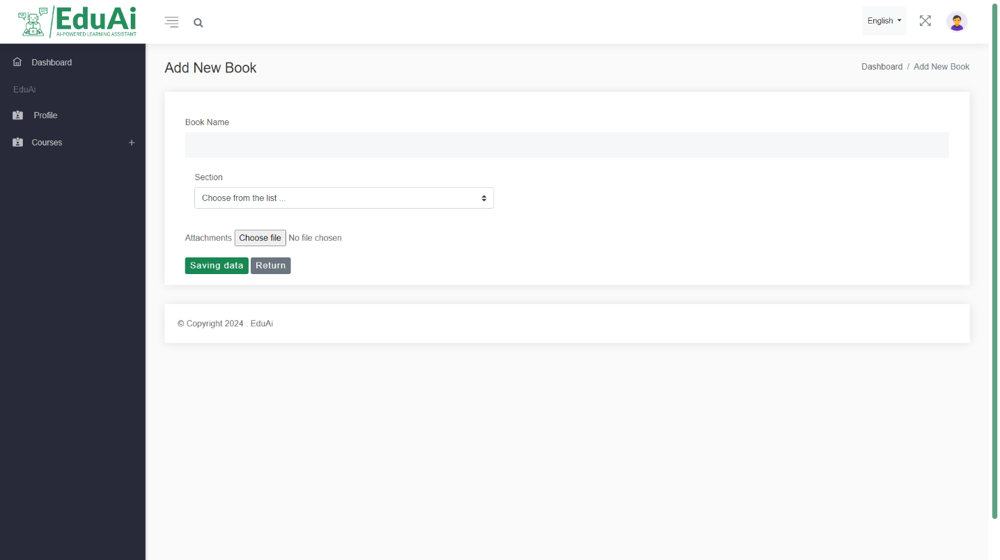 EduAi
AI-POWERED LEARNING ASSISTANT
English
Dashboard
EduAi
Profile
Courses +
Add New Book
Dashboard / Add New Book
Book Name
Section
Choose from the list ...
Attachments Choose file No file chosen
Saving data Return
© Copyright 2024 . EduAi